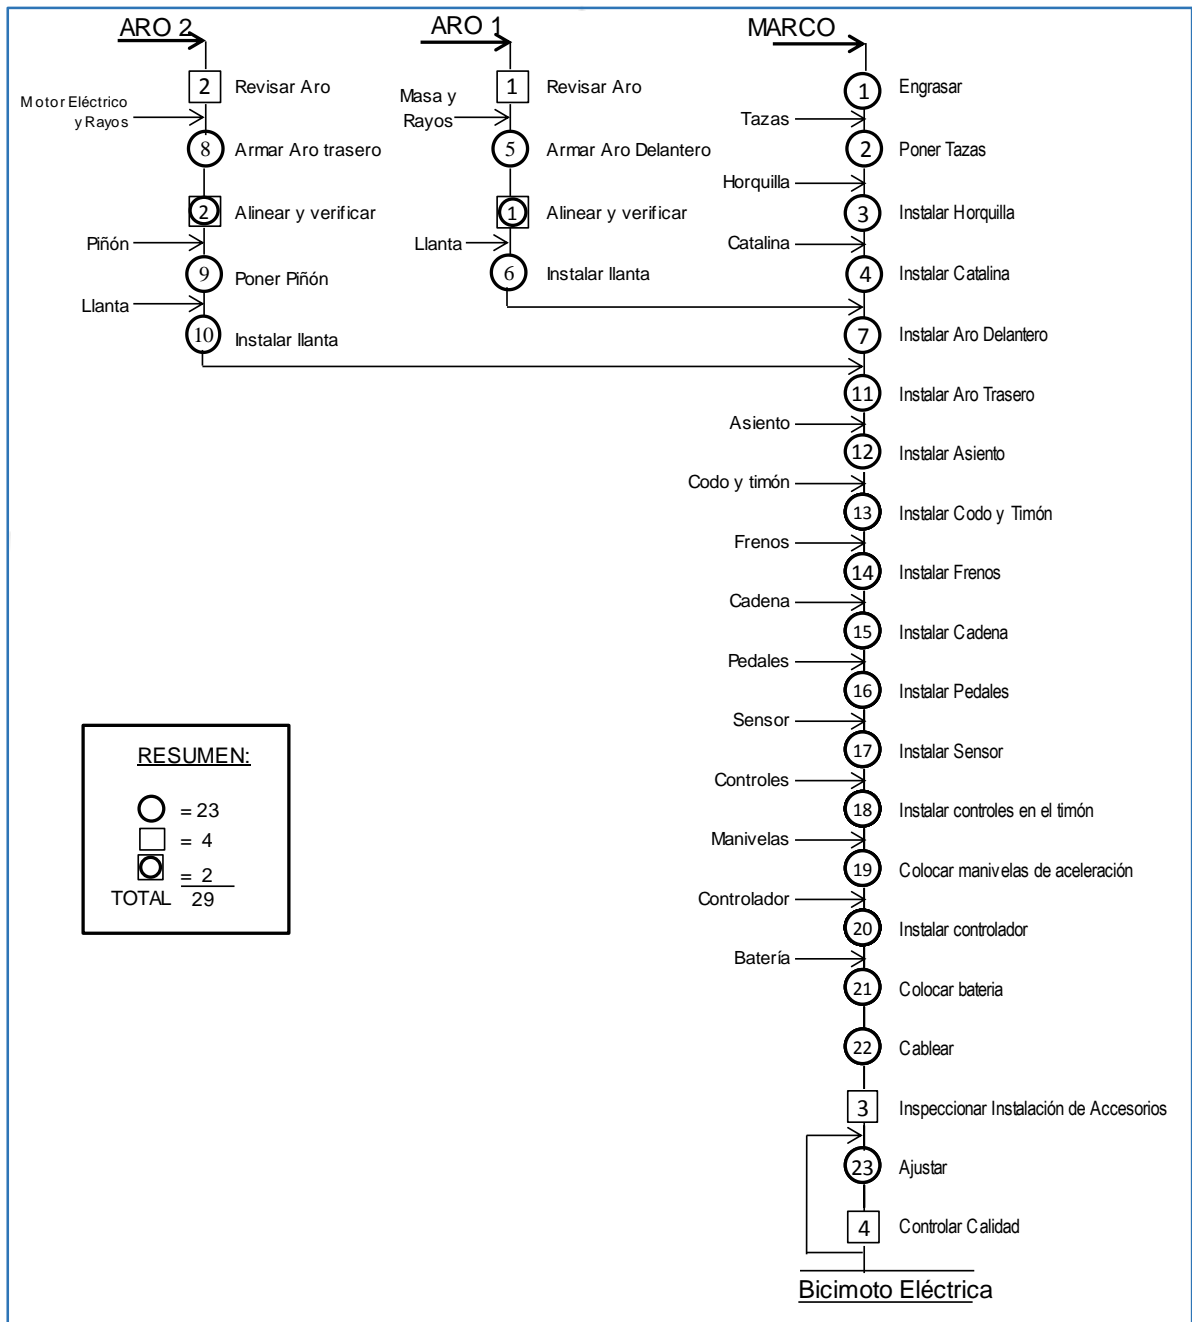 ARO 2
ARO 1
MARCO
2 Revisar Aro
1 Revisar Aro
1 Engrasar
Motor Eléctrico
y Rayos
Masa y
Rayos
Tazas
8 Armar Aro trasero
5 Armar Aro Delantero
2 Poner Tazas
Horquilla
2 Alinear y verificar
1 Alinear y verificar
3 Instalar Horquilla
Piñón
Llanta
Catalina
9 Poner Piñón
6 Instalar llanta
4 Instalar Catalina
Llanta
10 Instalar llanta
7 Instalar Aro Delantero
11 Instalar Aro Trasero
Asiento
12 Instalar Asiento
Codo y timón
13 Instalar Codo y Timón
Frenos
14 Instalar Frenos
Cadena
15 Instalar Cadena
Pedales
16 Instalar Pedales
Sensor
17 Instalar Sensor
Controles
18 Instalar controles en el timón
Manivelas
19 Colocar manivelas de aceleración
Controlador
20 Instalar controlador
Batería
21 Colocar bateria
22 Cablear
3 Inspeccionar Instalación de Accesorios
23 Ajustar
4 Controlar Calidad
Bicimoto Eléctrica
RESUMEN:
= 23
= 4
= 2
TOTAL 29